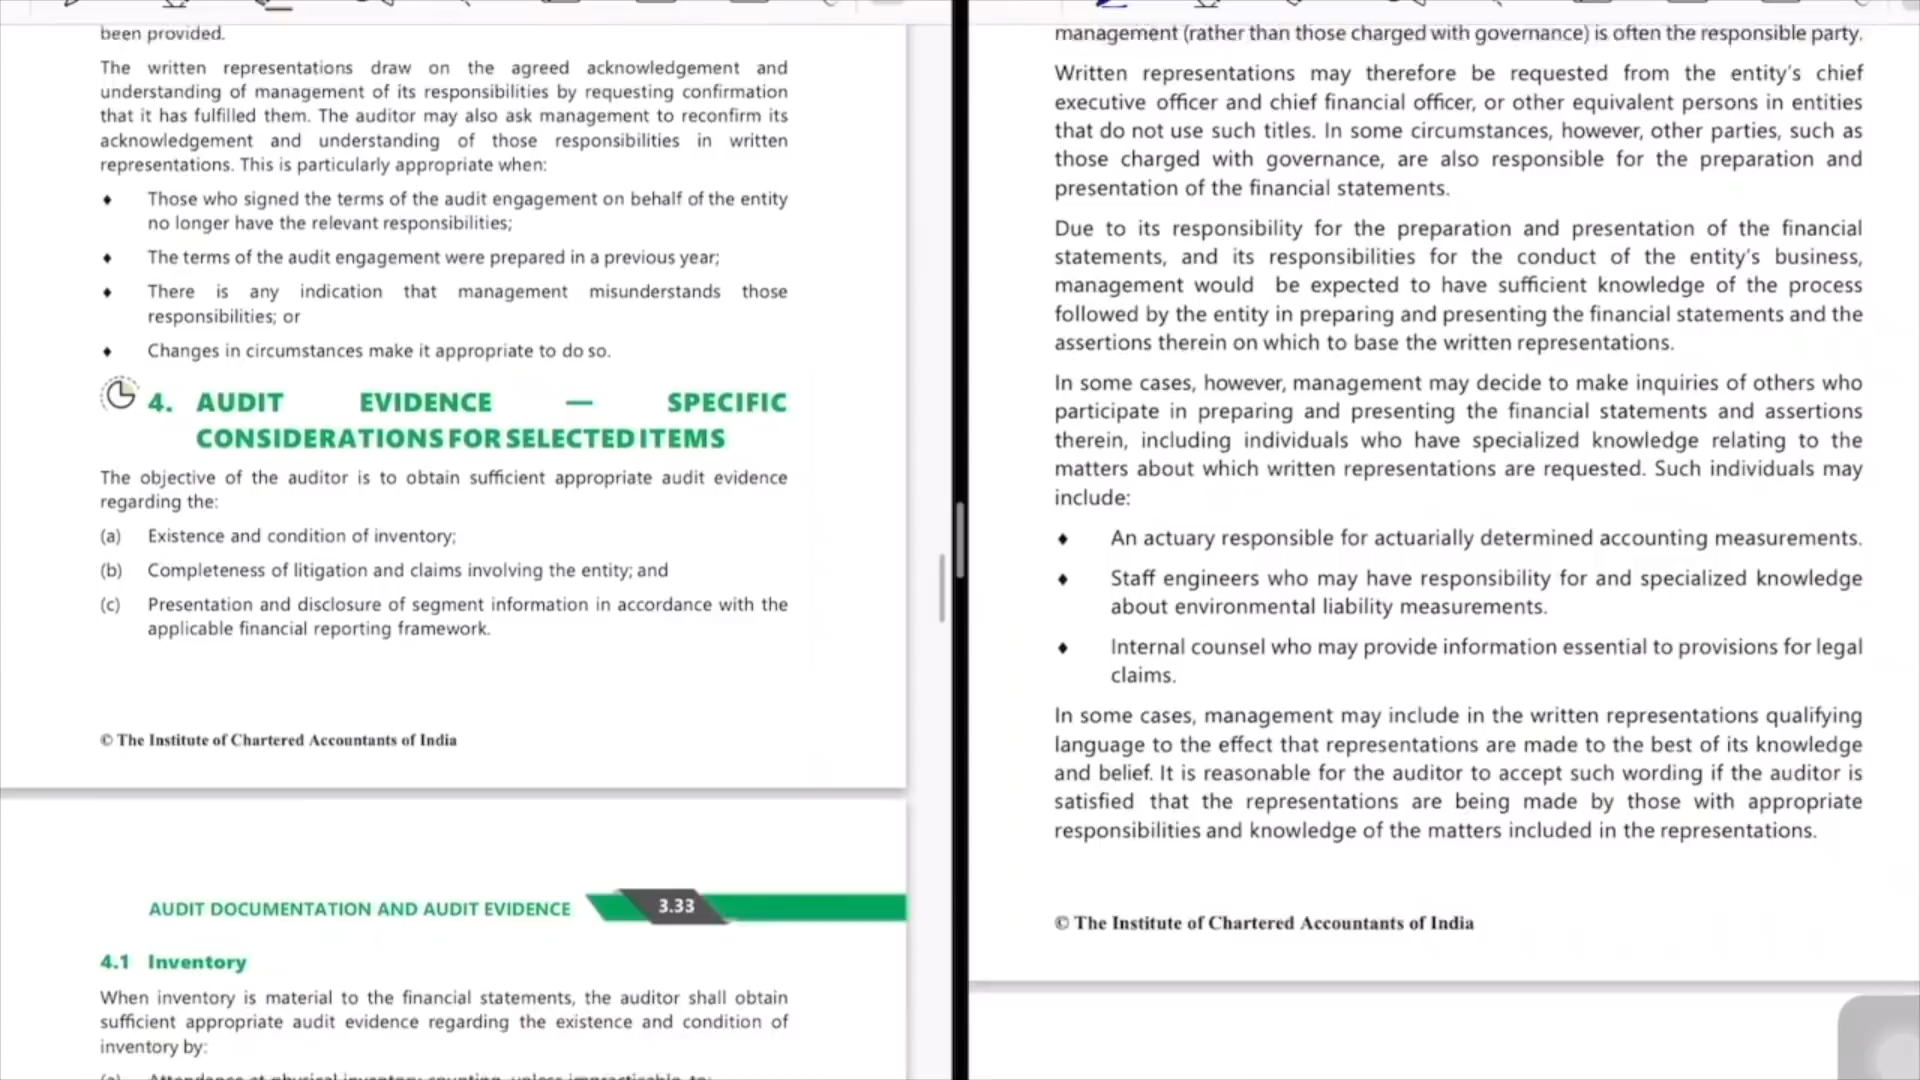 been provided.
The written representations draw on the agreed acknowledgement and
understanding of management of its responsibilities by requesting confirmation
that it has fulfilled them. The auditor may also ask management to reconfirm its
acknowledgement and understanding of those responsibilities in written
representations. This is particularly appropriate when:
♦ Those who signed the terms of the audit engagement on behalf of the entity
no longer have the relevant responsibilities;
♦ The terms of the audit engagement were prepared in a previous year;
♦ There is any indication that management misunderstands those
responsibilities; or
♦ Changes in circumstances make it appropriate to do so.
4. AUDIT EVIDENCE — SPECIFIC
CONSIDERATIONS FOR SELECTED ITEMS
The objective of the auditor is to obtain sufficient appropriate audit evidence
regarding the:
(a) Existence and condition of inventory;
(b) Completeness of litigation and claims involving the entity; and
(c) Presentation and disclosure of segment information in accordance with the
applicable financial reporting framework.
© The Institute of Chartered Accountants of India
AUDIT DOCUMENTATION AND AUDIT EVIDENCE 3.33
4.1 Inventory
When inventory is material to the financial statements, the auditor shall obtain
sufficient appropriate audit evidence regarding the existence and condition of
inventory by:
(a) Attendance at physical inventory counting, unless impracticable, to:
management (rather than those charged with governance) is often the responsible party.
Written representations may therefore be requested from the entity's chief
executive officer and chief financial officer, or other equivalent persons in entities
that do not use such titles. In some circumstances, however, other parties, such as
those charged with governance, are also responsible for the preparation and
presentation of the financial statements.
Due to its responsibility for the preparation and presentation of the financial
statements, and its responsibilities for the conduct of the entity's business,
management would be expected to have sufficient knowledge of the process
followed by the entity in preparing and presenting the financial statements and the
assertions therein on which to base the written representations.
In some cases, however, management may decide to make inquiries of others who
participate in preparing and presenting the financial statements and assertions
therein, including individuals who have specialized knowledge relating to the
matters about which written representations are requested. Such individuals may
include:
♦ An actuary responsible for actuarially determined accounting measurements.
♦ Staff engineers who may have responsibility for and specialized knowledge
about environmental liability measurements.
♦ Internal counsel who may provide information essential to provisions for legal
claims.
In some cases, management may include in the written representations qualifying
language to the effect that representations are made to the best of its knowledge
and belief. It is reasonable for the auditor to accept such wording if the auditor is
satisfied that the representations are being made by those with appropriate
responsibilities and knowledge of the matters included in the representations.
© The Institute of Chartered Accountants of India